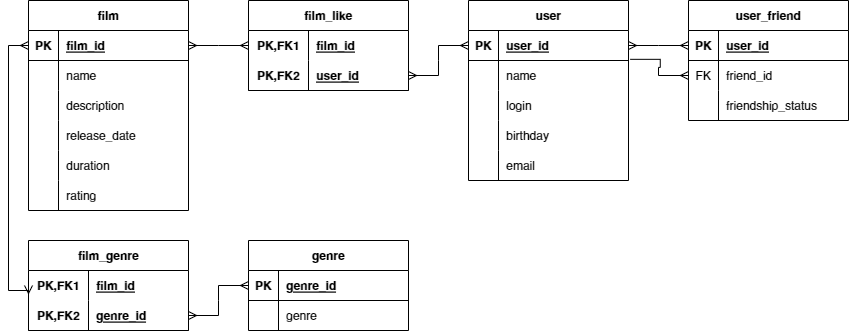 film
PK film_id
name
description
release_date
duration
rating
film_like
PK,FK1 film_id
PK,FK2 user_id
user
PK user_id
name
login
birthday
email
user_friend
PK user_id
FK friend_id
friendship_status
film_genre
PK,FK1 film_id
PK,FK2 genre_id
genre
PK genre_id
genre